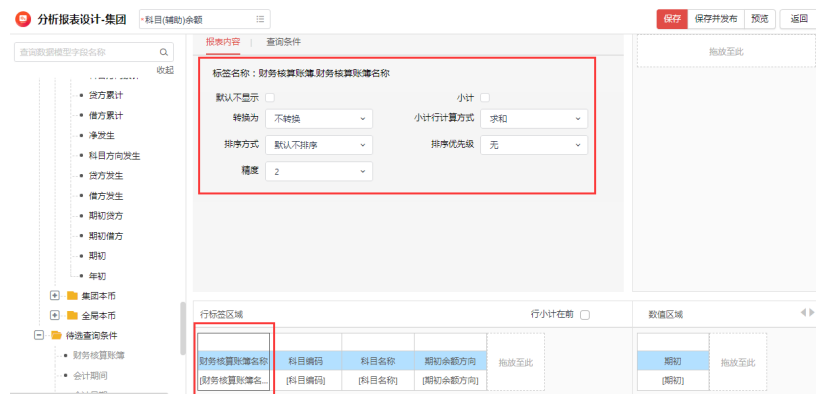 分析报表设计-集团
*科目(辅助)余额
保存
保存并发布
预览
返回
查询数据模型字段名称
收起
贷方累计
借方累计
净发生
科目方向发生
贷方发生
借方发生
期初贷方
期初借方
期初
年初
集团本币
全局本币
待选查询条件
财务核算账簿
会计期间
报表内容
查询条件
标签名称：财务核算账簿.财务核算账簿名称
默认不显示
小计
转换为 不转换
小计行计算方式 求和
排序方式 默认不排序
排序优先级 无
精度 2
拖放至此
行标签区域
行小计在前
数值区域
财务核算账簿名称 科目编码 科目名称 期初余额方向
拖放至此
[财务核算账簿名... [科目编码] [科目名称] [期初余额方向]
期初
拖放至此
[期初]